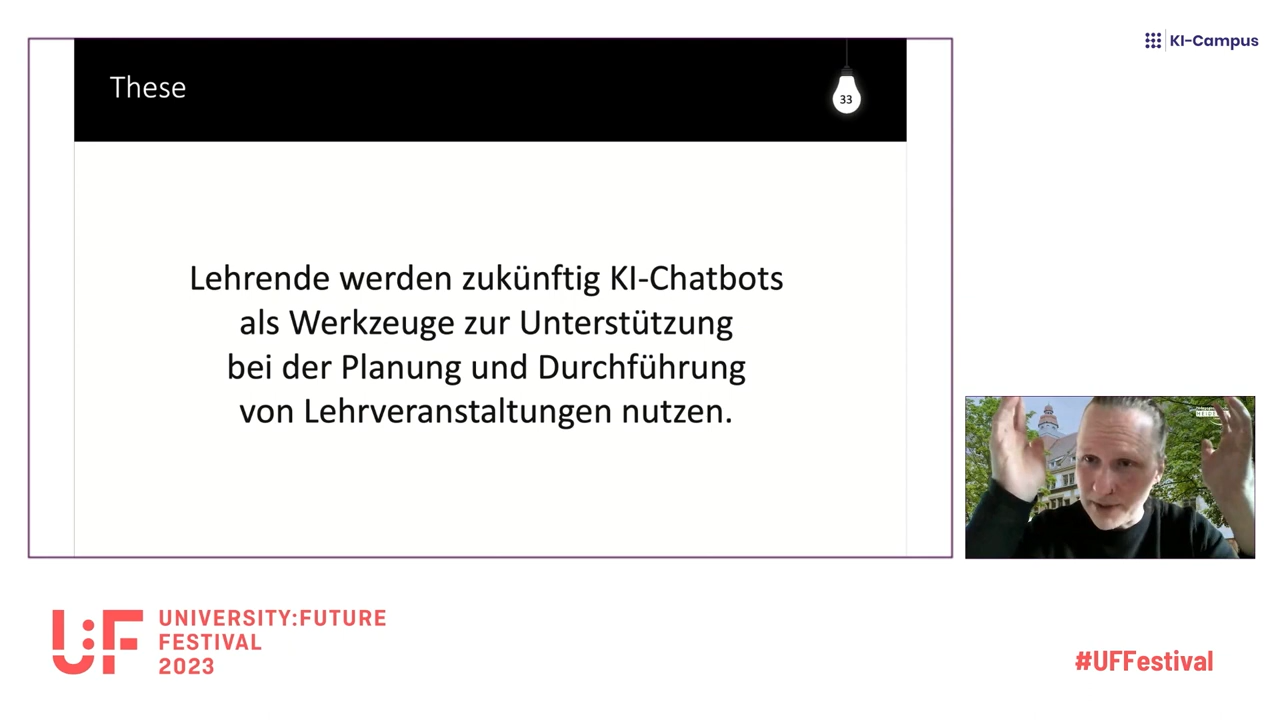 KI-Campus
These
33
Lehrende werden zukünftig KI-Chatbots
als Werkzeuge zur Unterstützung
bei der Planung und Durchführung
von Lehrveranstaltungen nutzen.
U:F
UNIVERSITY:FUTURE
FESTIVAL
2023
#UFFestival